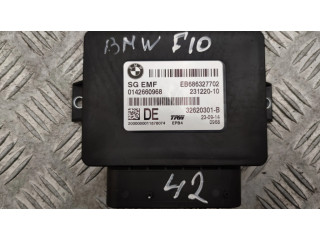 BMW F10
SG EMF EB686327702
0142660968 231220-10
DE 32620301-B
TRW 23-09-14
EPB4
42